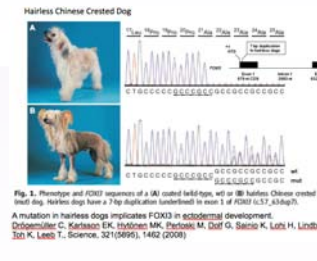 Hairless Chinese Crested Dog
A
7-bp duplication
in hairless dogs
FOXI3
Exon 1
Intron 1
B
CTGCCCCCGCCCGCCGCCGCCGCCGCC
wt
mut
Fig. 1. Phenotype and FOXI3 sequences of a (A) coated (wild-type, wt) or (B) hairless Chinese crested
(mut) dog. Hairless dogs have a 7-bp duplication (underlined) in exon 1 of FOXI3 (c.57_63dup7).
A mutation in hairless dogs implicates FOXI3 in ectodermal development.
Drögemüller C, Karlsson EK, Hytönen MK, Perloski M, Dolf G, Sainio K, Lohi H, Lindb
Toh K, Leeb T., Science, 321(5895), 1462 (2008)